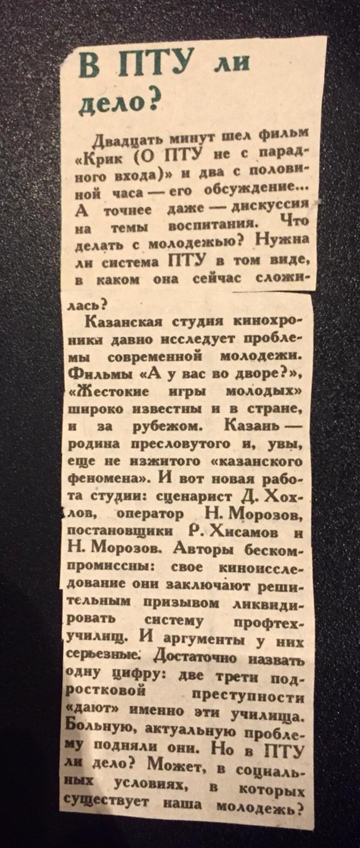 В ПТУ ли
дело?
Двадцать минут шел фильм
«Крик (О ПТУ не с парад-
ного входа)» и два с полови-
ной часа — его обсуждение...
А точнее даже — дискуссия
на темы воспитания. Что
делать с молодежью? Нужна
ли система ПТУ в том виде,
в каком она сейчас сложи-
лась?
Казанская студия кинохро-
ники давно исследует пробле-
мы современной молодежи.
Фильмы «А у вас во дворе?»,
«Жестокие игры молодых»
широко известны и в стране,
и за рубежом. Казань —
родина пресловутого и, увы,
еще не изжитого «казанского
феномена». И вот новая рабо-
та студии: сценарист Д. Хох-
лов, оператор Н. Морозов,
постановщики Р. Хисамов и
Н. Морозов. Авторы беском-
промиссны: свое киноиссле-
дование они заключают реши-
тельным призывом ликвиди-
ровать систему профтех-
училищ. И аргументы у них
серьезные. Достаточно назвать
одну цифру: две трети под-
ростковой преступности
«дают» именно эти училища.
Больную, актуальную пробле-
му подняли они. Но в ПТУ
ли дело? Может, в социаль-
ных условиях, в которых
существует наша молодежь?